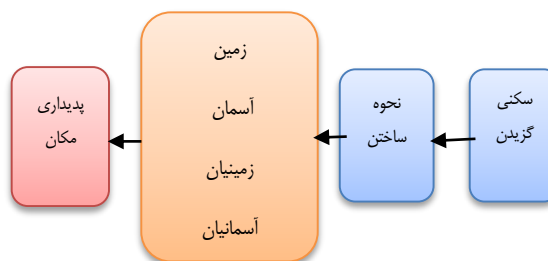 سکنی
گزیدن
نحوه
ساختن
زمین
آسمان
زمینیان
آسمانیان
پدیداری
مکان